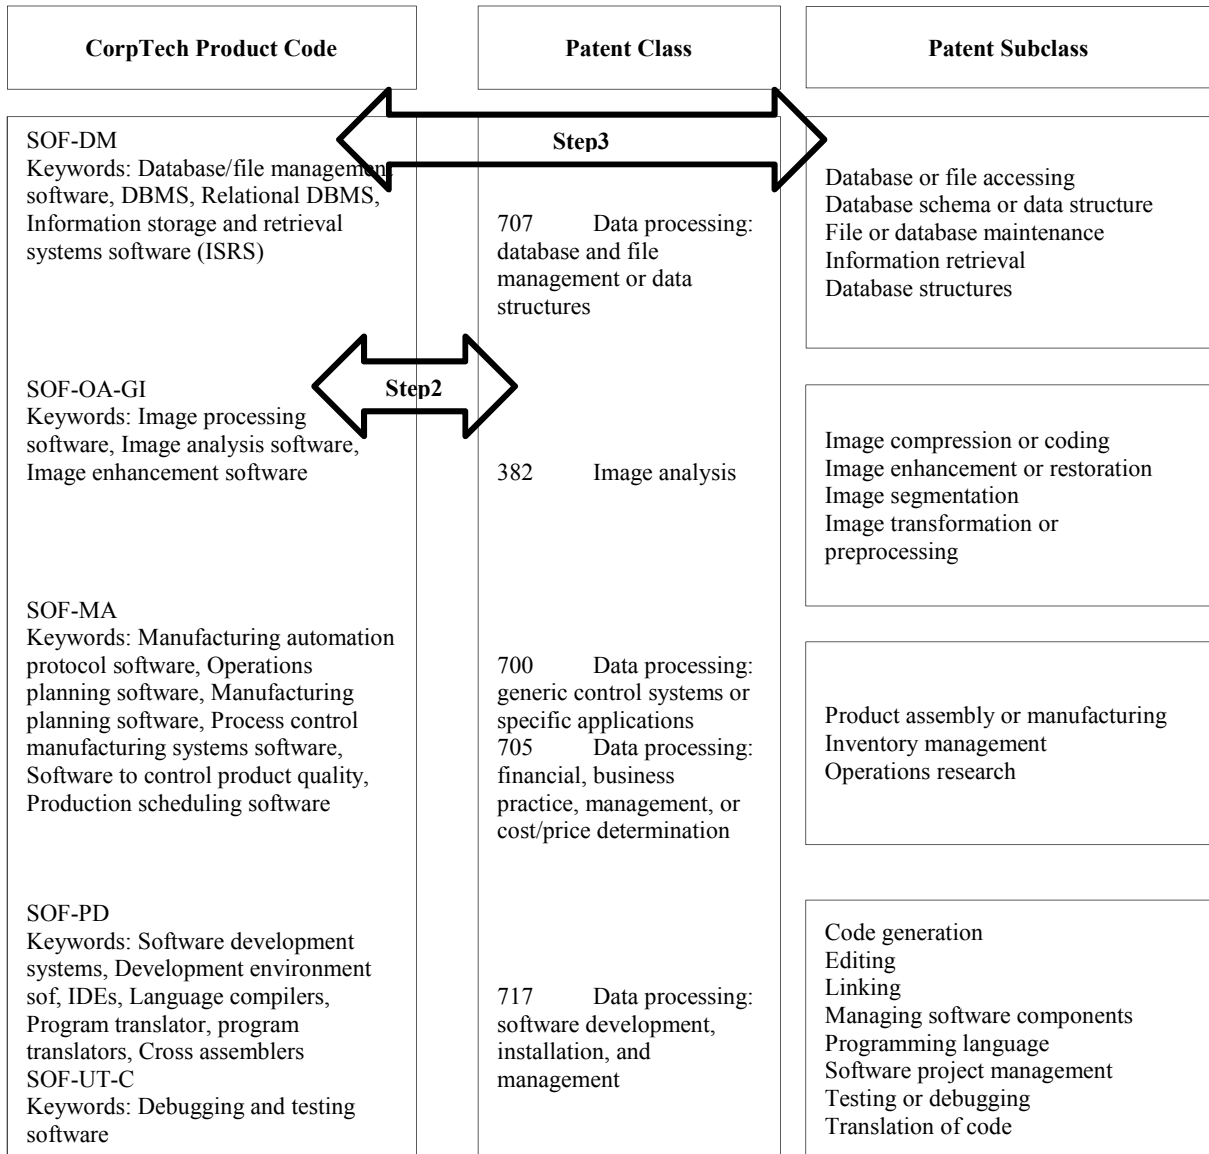 CorpTech Product Code
Patent Class
Patent Subclass
Step3
SOF-DM
Keywords: Database/file management
software, DBMS, Relational DBMS,
Information storage and retrieval
systems software (ISRS)
707 Data processing:
database and file
management or data
structures
Database or file accessing
Database schema or data structure
File or database maintenance
Information retrieval
Database structures
Step2
SOF-OA-GI
Keywords: Image processing
software, Image analysis software,
Image enhancement software
382 Image analysis
Image compression or coding
Image enhancement or restoration
Image segmentation
Image transformation or
preprocessing
SOF-MA
Keywords: Manufacturing automation
protocol software, Operations
planning software, Manufacturing
planning software, Process control
manufacturing systems software,
Software to control product quality,
Production scheduling software
700 Data processing:
generic control systems or
specific applications
705 Data processing:
financial, business
practice, management, or
cost/price determination
Product assembly or manufacturing
Inventory management
Operations research
SOF-PD
Keywords: Software development
systems, Development environment
sof, IDEs, Language compilers,
Program translator, program
translators, Cross assemblers
SOF-UT-C
Keywords: Debugging and testing
software
717 Data processing:
software development,
installation, and
management
Code generation
Editing
Linking
Managing software components
Programming language
Software project management
Testing or debugging
Translation of code